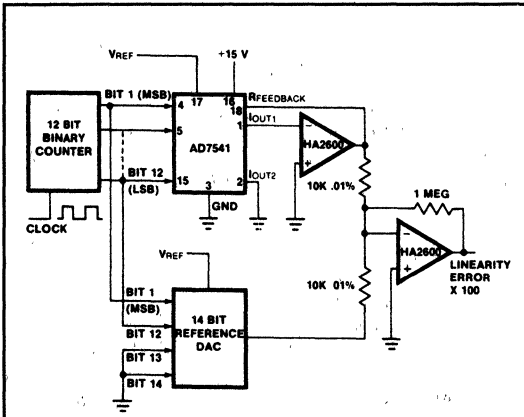 VREF
+15 V
BIT 1 (MSB)
12 BIT
BINARY
COUNTER
CLOCK
BIT 12
(LSB)
4
5
15
17
16
18
1
2
3
AD7541
RFEEDBACK
IOUT1
IOUT2
GND
HA2600
-
+
10K .01%
1 MEG
HA2600
-
+
LINEARITY
ERROR
X 100
10K 01%
VREF
BIT 1
(MSB)
BIT 12
BIT 13
BIT 14
14 BIT
REFERENCE
DAC